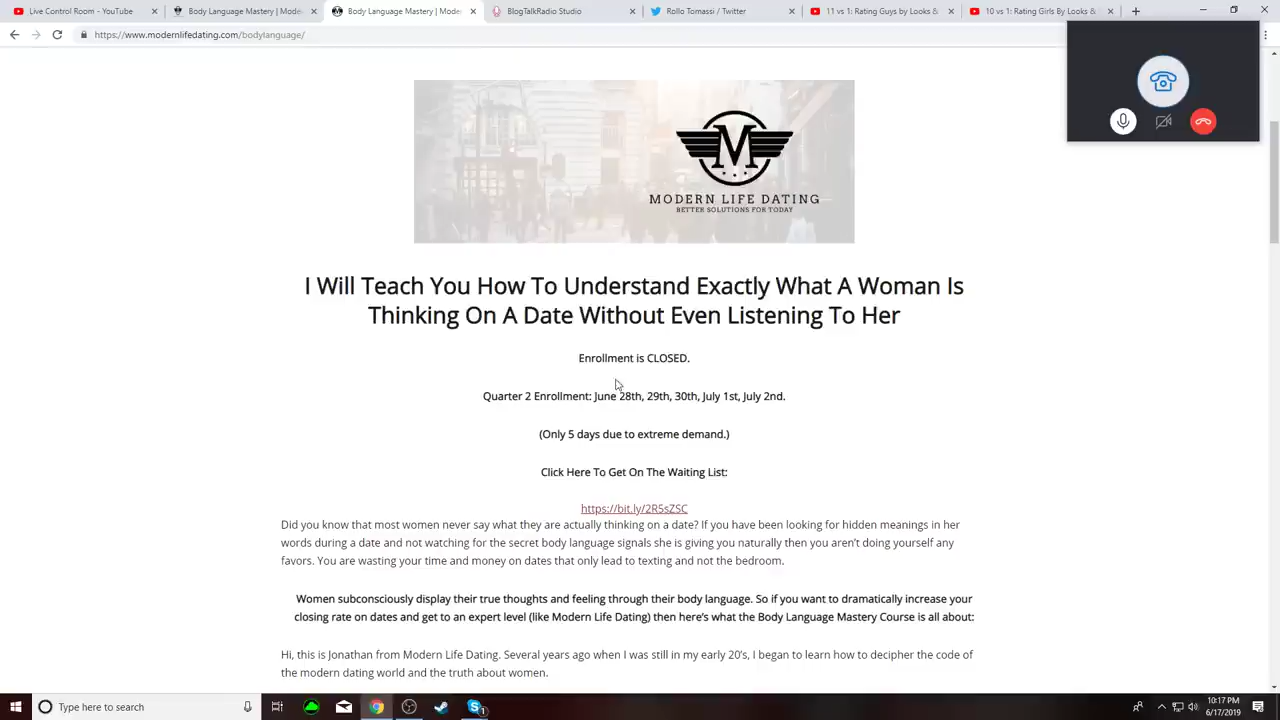 Live Control Room - YouTube
Body Language Mastery | Mode
Body Language Mastery | Mode
BlogTalkRadio Studio
Rollo Tomassi / Twitter
11 vs 1: Rating Guys by Looks &
10 vs 1: Rating Girls By Looks &
https://www.modernlifedating.com/bodylanguage/
M
MODERN LIFE DATING
BETTER SOLUTIONS FOR TODAY
I Will Teach You How To Understand Exactly What A Woman Is
Thinking On A Date Without Even Listening To Her
Enrollment is CLOSED.
Quarter 2 Enrollment: June 28th, 29th, 30th, July 1st, July 2nd.
(Only 5 days due to extreme demand.)
Click Here To Get On The Waiting List:
https://bit.ly/2R5sZSC
Did you know that most women never say what they are actually thinking on a date? If you have been looking for hidden meanings in her
words during a date and not watching for the secret body language signals she is giving you naturally then you aren't doing yourself any
favors. You are wasting your time and money on dates that only lead to texting and not the bedroom.
Women subconsciously display their true thoughts and feeling through their body language. So if you want to dramatically increase your
closing rate on dates and get to an expert level (like Modern Life Dating) then here's what the Body Language Mastery Course is all about:
Hi, this is Jonathan from Modern Life Dating. Several years ago when I was still in my early 20's, I began to learn how to decipher the code of
the modern dating world and the truth about women.
Type here to search
10:17 PM
6/17/2019